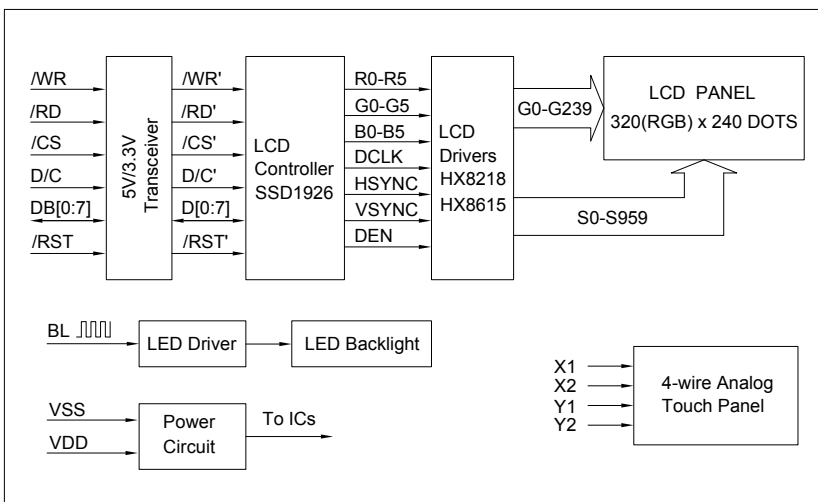 /WR
/RD
/CS
D/C
DB[0:7]
/RST
5V/3.3V
Transceiver
/WR'
/RD'
/CS'
D/C'
D[0:7]
/RST'
LCD
Controller
SSD1926
R0-R5
G0-G5
B0-B5
DCLK
HSYNC
VSYNC
DEN
LCD
Drivers
HX8218
HX8615
G0-G239
S0-S959
LCD PANEL
320(RGB) x 240 DOTS
BL
LED Driver
LED Backlight
VSS
VDD
Power
Circuit
To ICs
X1
X2
Y1
Y2
4-wire Analog
Touch Panel